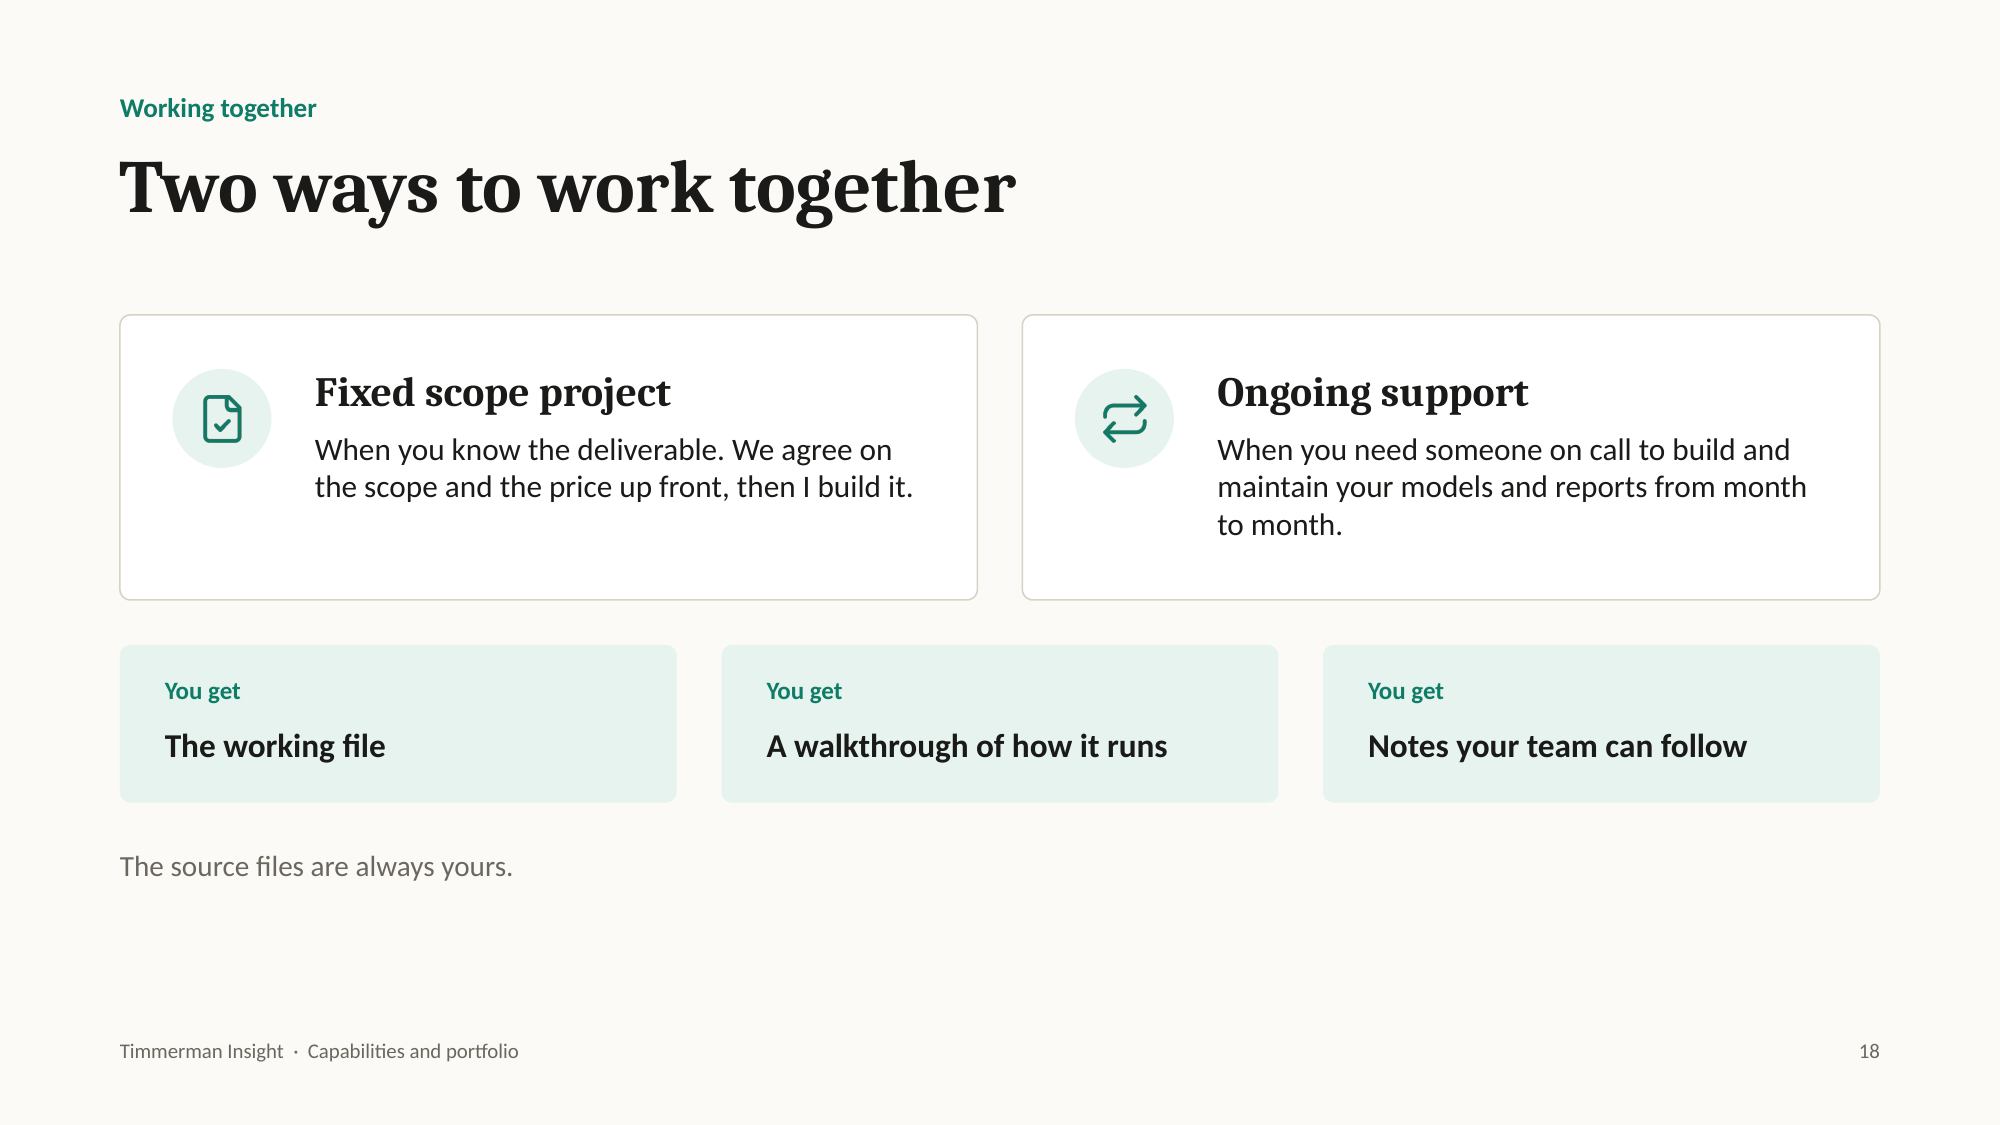 Working together
Two ways to work together
Fixed scope project
When you know the deliverable. We agree on
the scope and the price up front, then I build it.
Ongoing support
When you need someone on call to build and
maintain your models and reports from month
to month.
You get
The working file
You get
A walkthrough of how it runs
You get
Notes your team can follow
The source files are always yours.
Timmerman Insight · Capabilities and portfolio
18